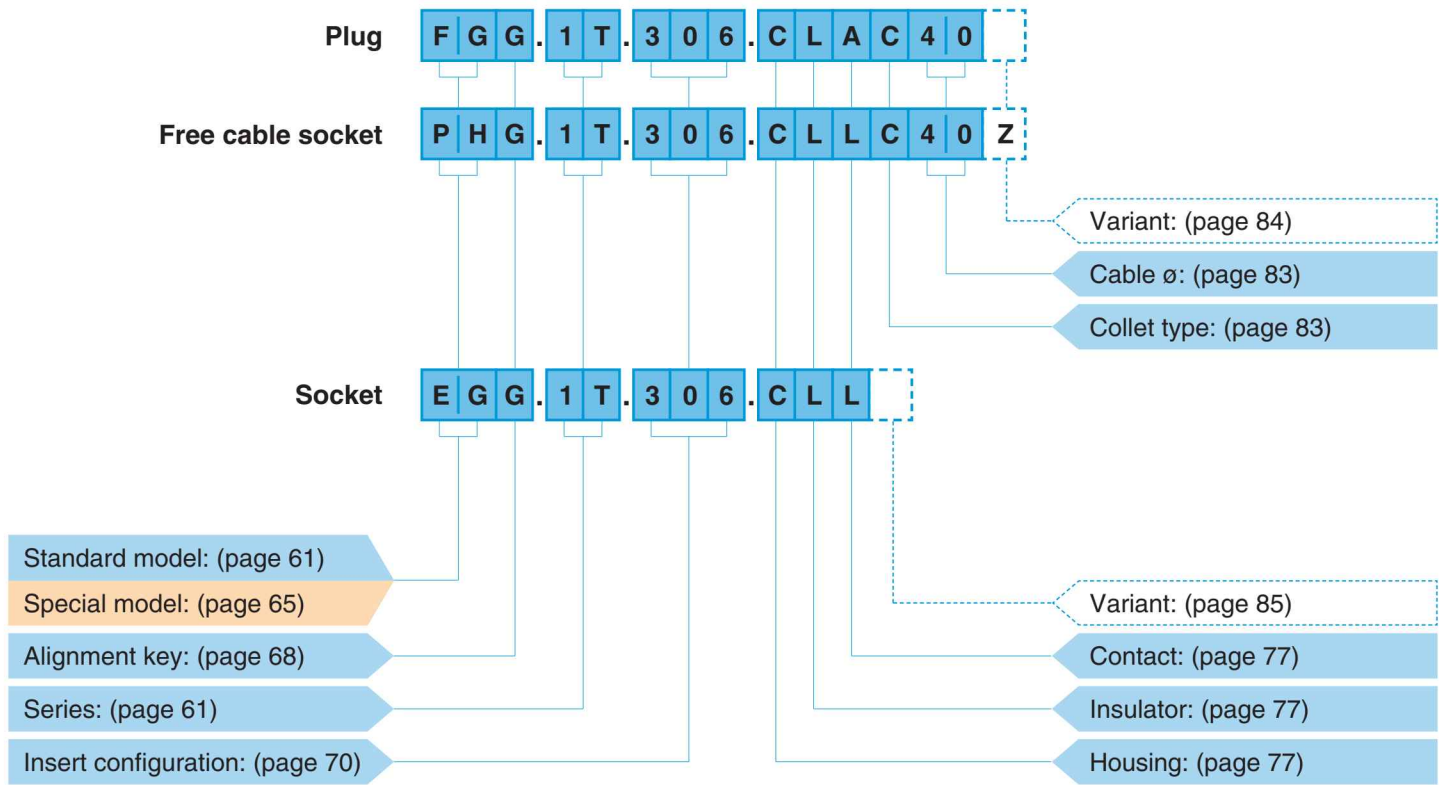 Plug FGG.1T.306.CLAC40
Free cable socket PHG.1T.306.CLLC40Z
Variant: (page 84)
Cable ø: (page 83)
Collet type: (page 83)
Socket EGG.1T.306.CLL
Standard model: (page 61)
Special model: (page 65)
Alignment key: (page 68)
Series: (page 61)
Insert configuration: (page 70)
Variant: (page 85)
Contact: (page 77)
Insulator: (page 77)
Housing: (page 77)